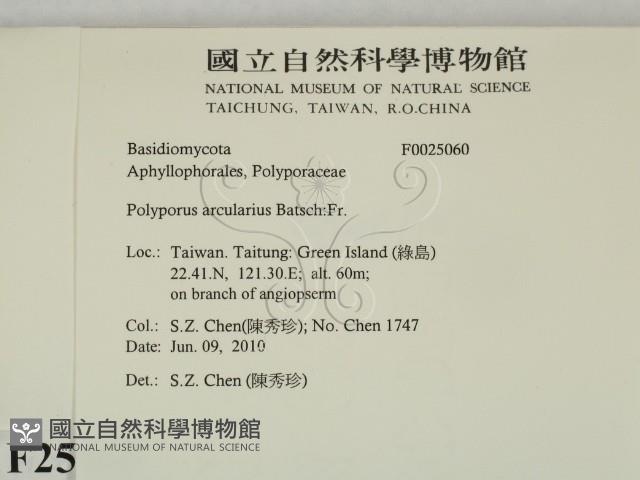 國立自然科學博物館
NATIONAL MUSEUM OF NATURAL SCIENCE
TAICHUNG, TAIWAN, R.O.CHINA
Basidiomycota F0025060
Aphyllophorales, Polyporaceae
Polyporus arcularius Batsch:Fr.
Loc.: Taiwan. Taitung: Green Island (綠島)
22.41.N, 121.30.E; alt. 60m;
on branch of angiopserm
Col.: S.Z. Chen(陳秀珍); No. Chen 1747
Date: Jun. 09, 2010
Det.: S.Z. Chen (陳秀珍)
國立自然科學博物館
NATIONAL MUSEUM OF NATURAL SCIENCE
F25